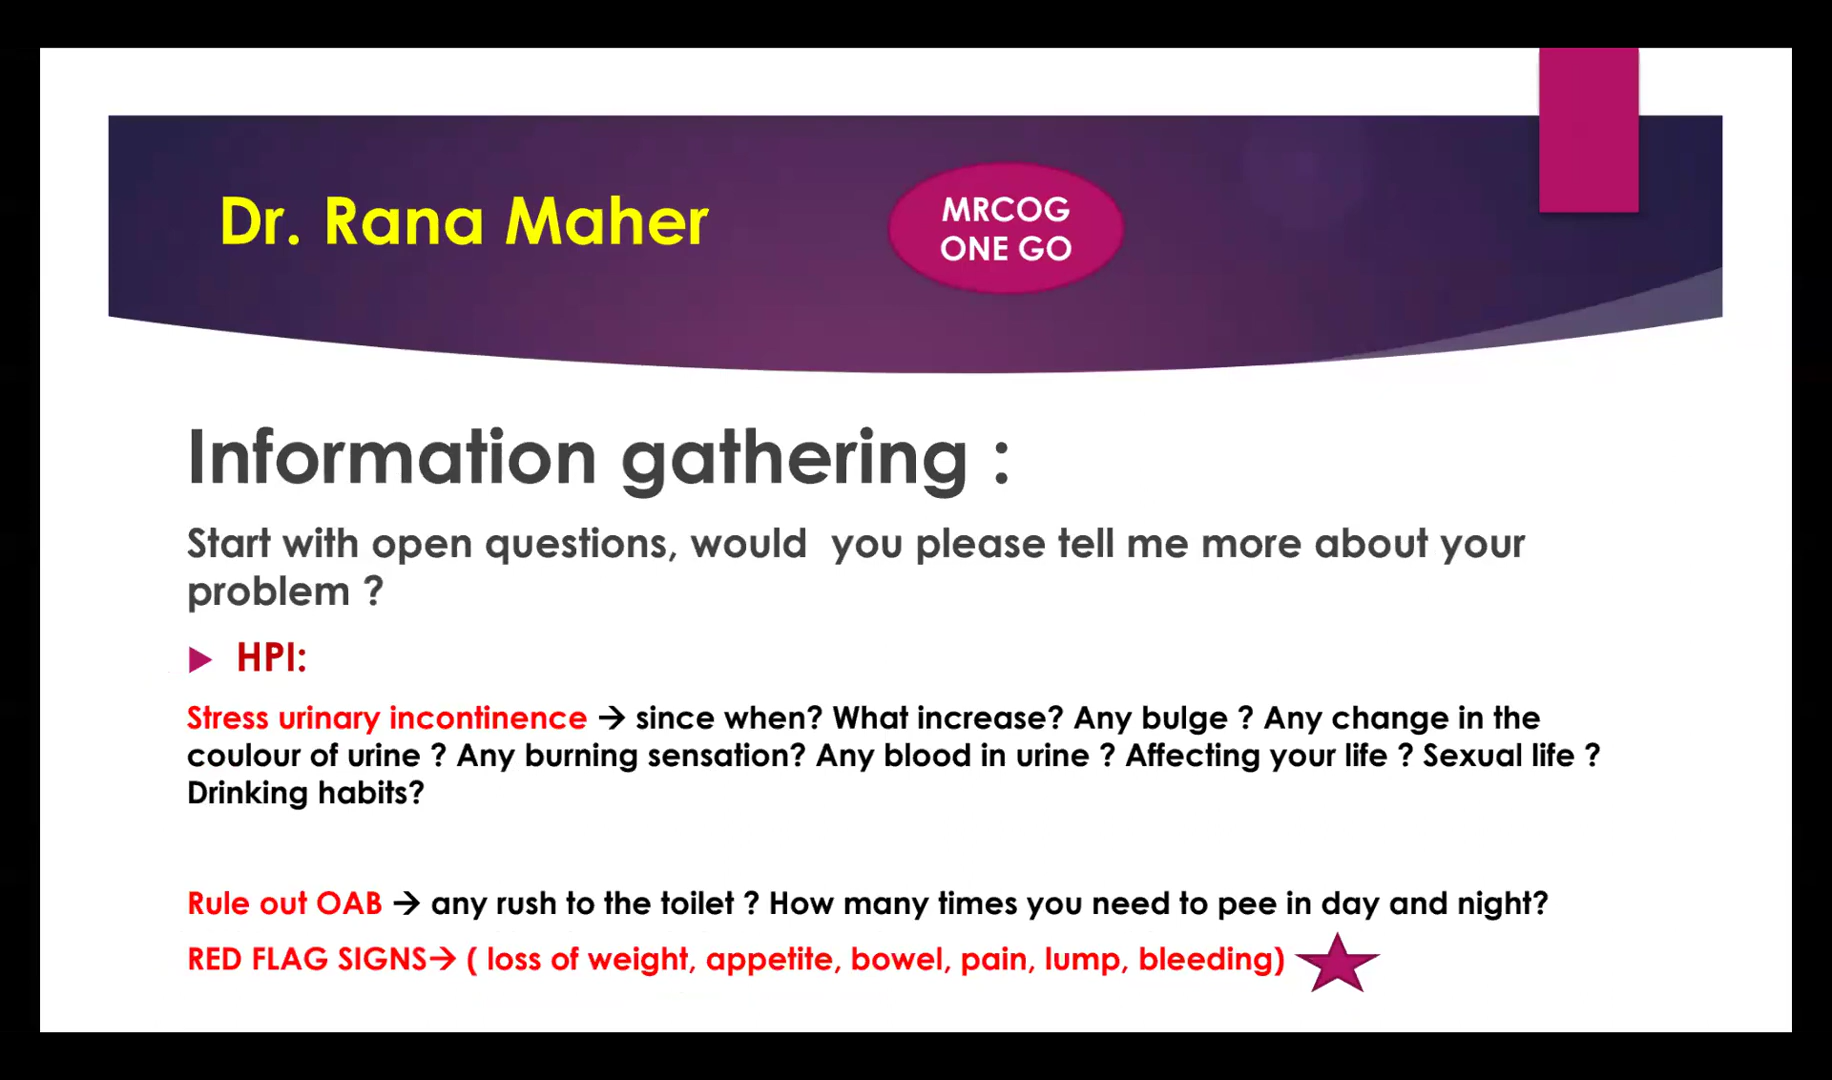 Dr. Rana Maher
MRCOG
ONE GO
Information gathering :
Start with open questions, would you please tell me more about your
problem ?
HPI:
Stress urinary incontinence → since when? What increase? Any bulge ? Any change in the
coulour of urine ? Any burning sensation? Any blood in urine ? Affecting your life ? Sexual life ?
Drinking habits?
Rule out OAB → any rush to the toilet ? How many times you need to pee in day and night?
RED FLAG SIGNS→ ( loss of weight, appetite, bowel, pain, lump, bleeding)